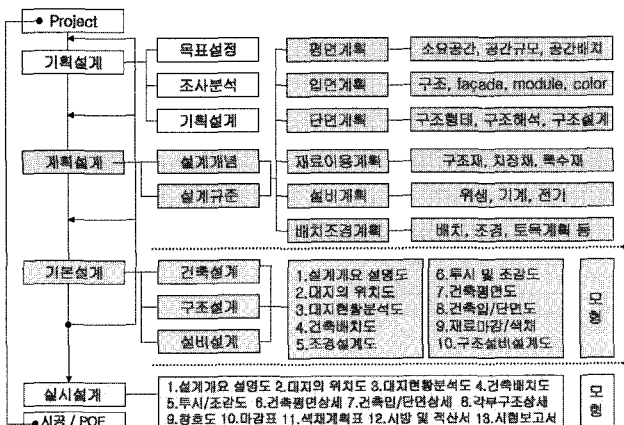 Project
기획설계
목표설정
조사분석
기획설계
평면계획
소요공간, 공간규모, 공간배치
입면계획
구조, façade, module, color
단면계획
구조형태, 구조해석, 구조설계
계획설계
설계개념
설계규준
재료이용계획
구조재, 치장재, 특수재
설비계획
위생, 기계, 전기
배치조경계획
배치, 조경, 토목계획 등
기본설계
건축설계
구조설계
설비설계
1.설계개요 설명도
2.대지의 위치도
3.대지현황분석도
4.건축배치도
5.조경설계도
6.투시 및 조감도
7.건축평면도
8.건축입/단면도
9.재료마감/색채
10.구조설비설계도
모형
실시설계
1.설계개요 설명도 2.대지의 위치도 3.대지현황분석도 4.건축배치도
5.투시/조감도 6.건축평면상세 7.건축입/단면상세 8.각부구조상세
9.창호도 10.마감표 11.색채계획표 12.시방 및 적산서 13.시험보고서
모형
시공 / POE